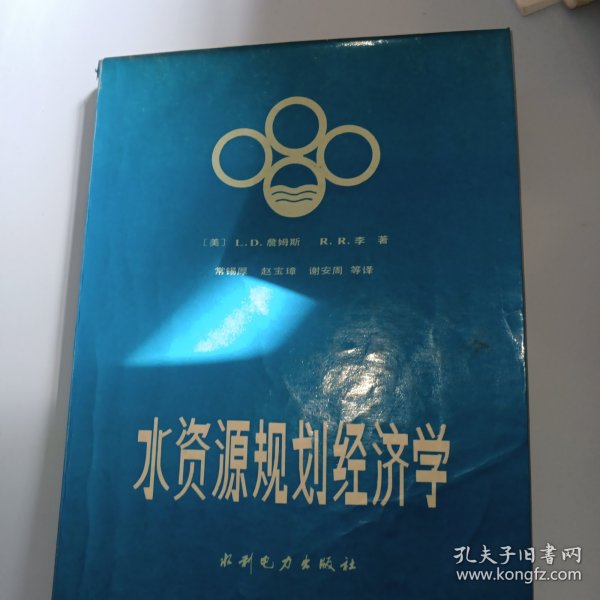 〔美〕 L.D.詹姆斯 R.R.李 著
常锡厚 赵宝璋 谢安周 等译
水资源规划经济学
水利电力出版社
孔夫子旧书网
www.kongfz.com